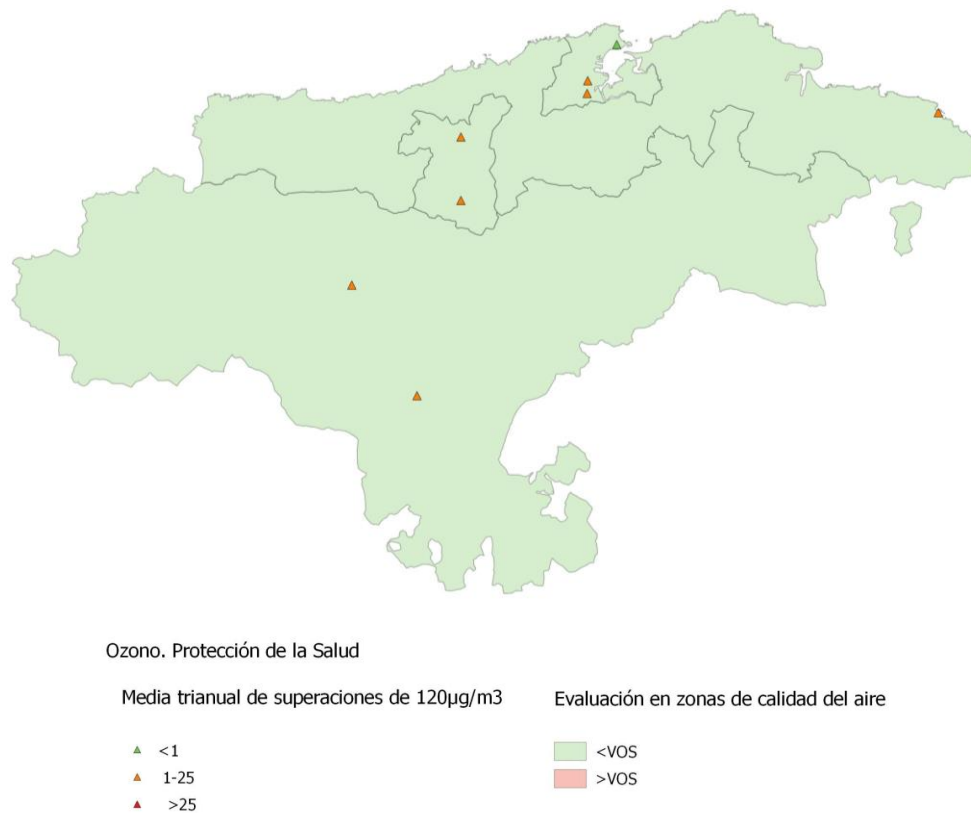 Ozono. Protección de la Salud
Media trianual de superaciones de 120µg/m3
<1
1-25
>25
Evaluación en zonas de calidad del aire
<VOS
>VOS